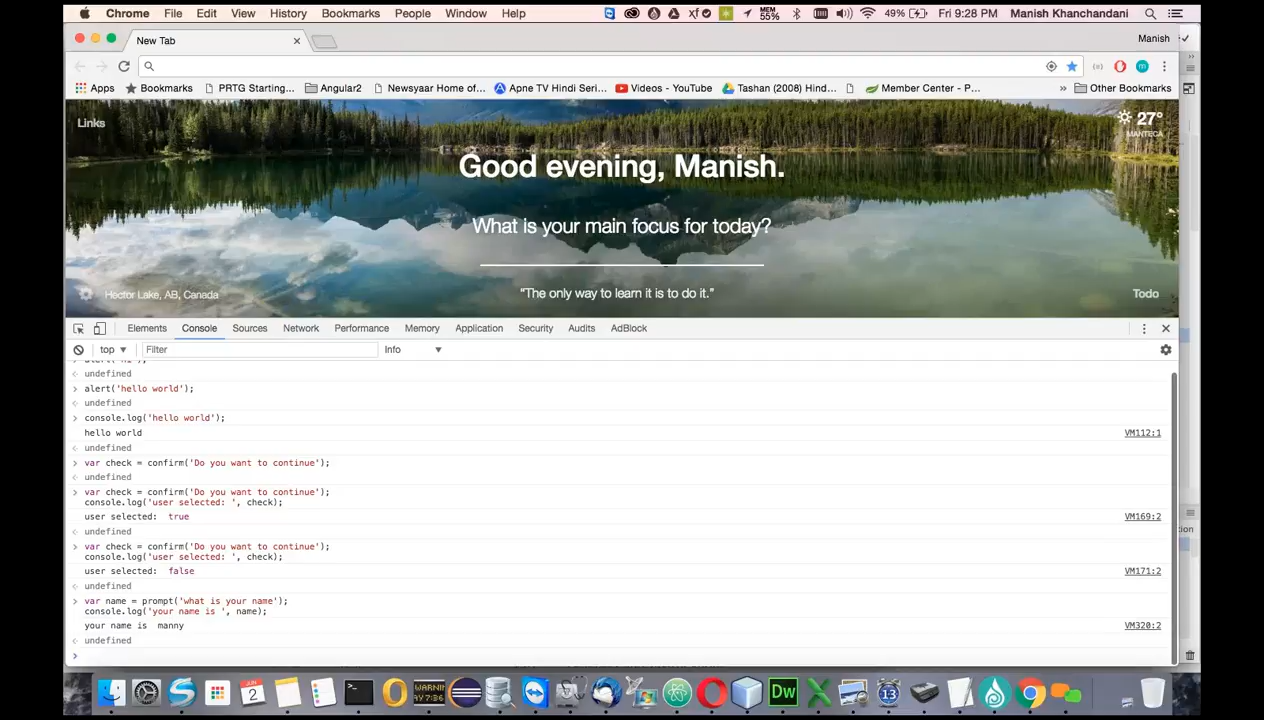 Chrome File Edit View History Bookmarks People Window Help MEM 55% 49% Fri 9:28 PM Manish Khanchandani
New Tab Manish
Apps Bookmarks PRTG Starting... Angular2 Newsyaar Home of... Apne TV Hindi Seri... Videos - YouTube Tashan (2008) Hind... Member Center - P... » Other Bookmarks
Links 27° MANTECA
Good evening, Manish.
What is your main focus for today?
Hector Lake, AB, Canada "The only way to learn it is to do it." Todo
Elements Console Sources Network Performance Memory Application Security Audits AdBlock
top Filter Info
undefined
alert('hello world');
undefined
console.log('hello world');
hello world VM112:1
undefined
var check = confirm('Do you want to continue');
undefined
var check = confirm('Do you want to continue');
console.log('user selected: ', check);
user selected: true VM169:2
undefined
var check = confirm('Do you want to continue');
console.log('user selected: ', check);
user selected: false VM171:2
undefined
var name = prompt('what is your name');
console.log('your name is ', name);
your name is manny VM320:2
undefined
JUN 2 WARNIN Dw 13